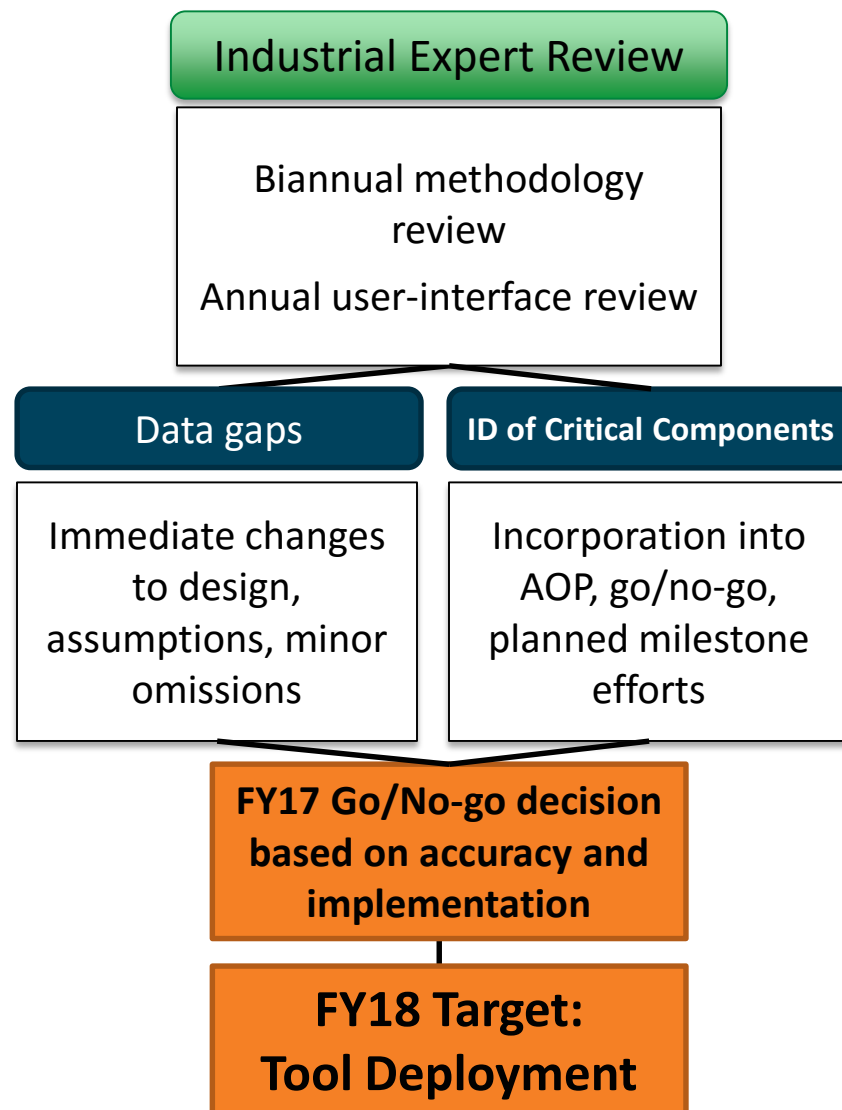 Industrial Expert Review
Biannual methodology
review
Annual user-interface review
Data gaps
ID of Critical Components
Immediate changes
to design,
assumptions, minor
omissions
Incorporation into
AOP, go/no-go,
planned milestone
efforts
FY17 Go/No-go decision
based on accuracy and
implementation
FY18 Target:
Tool Deployment